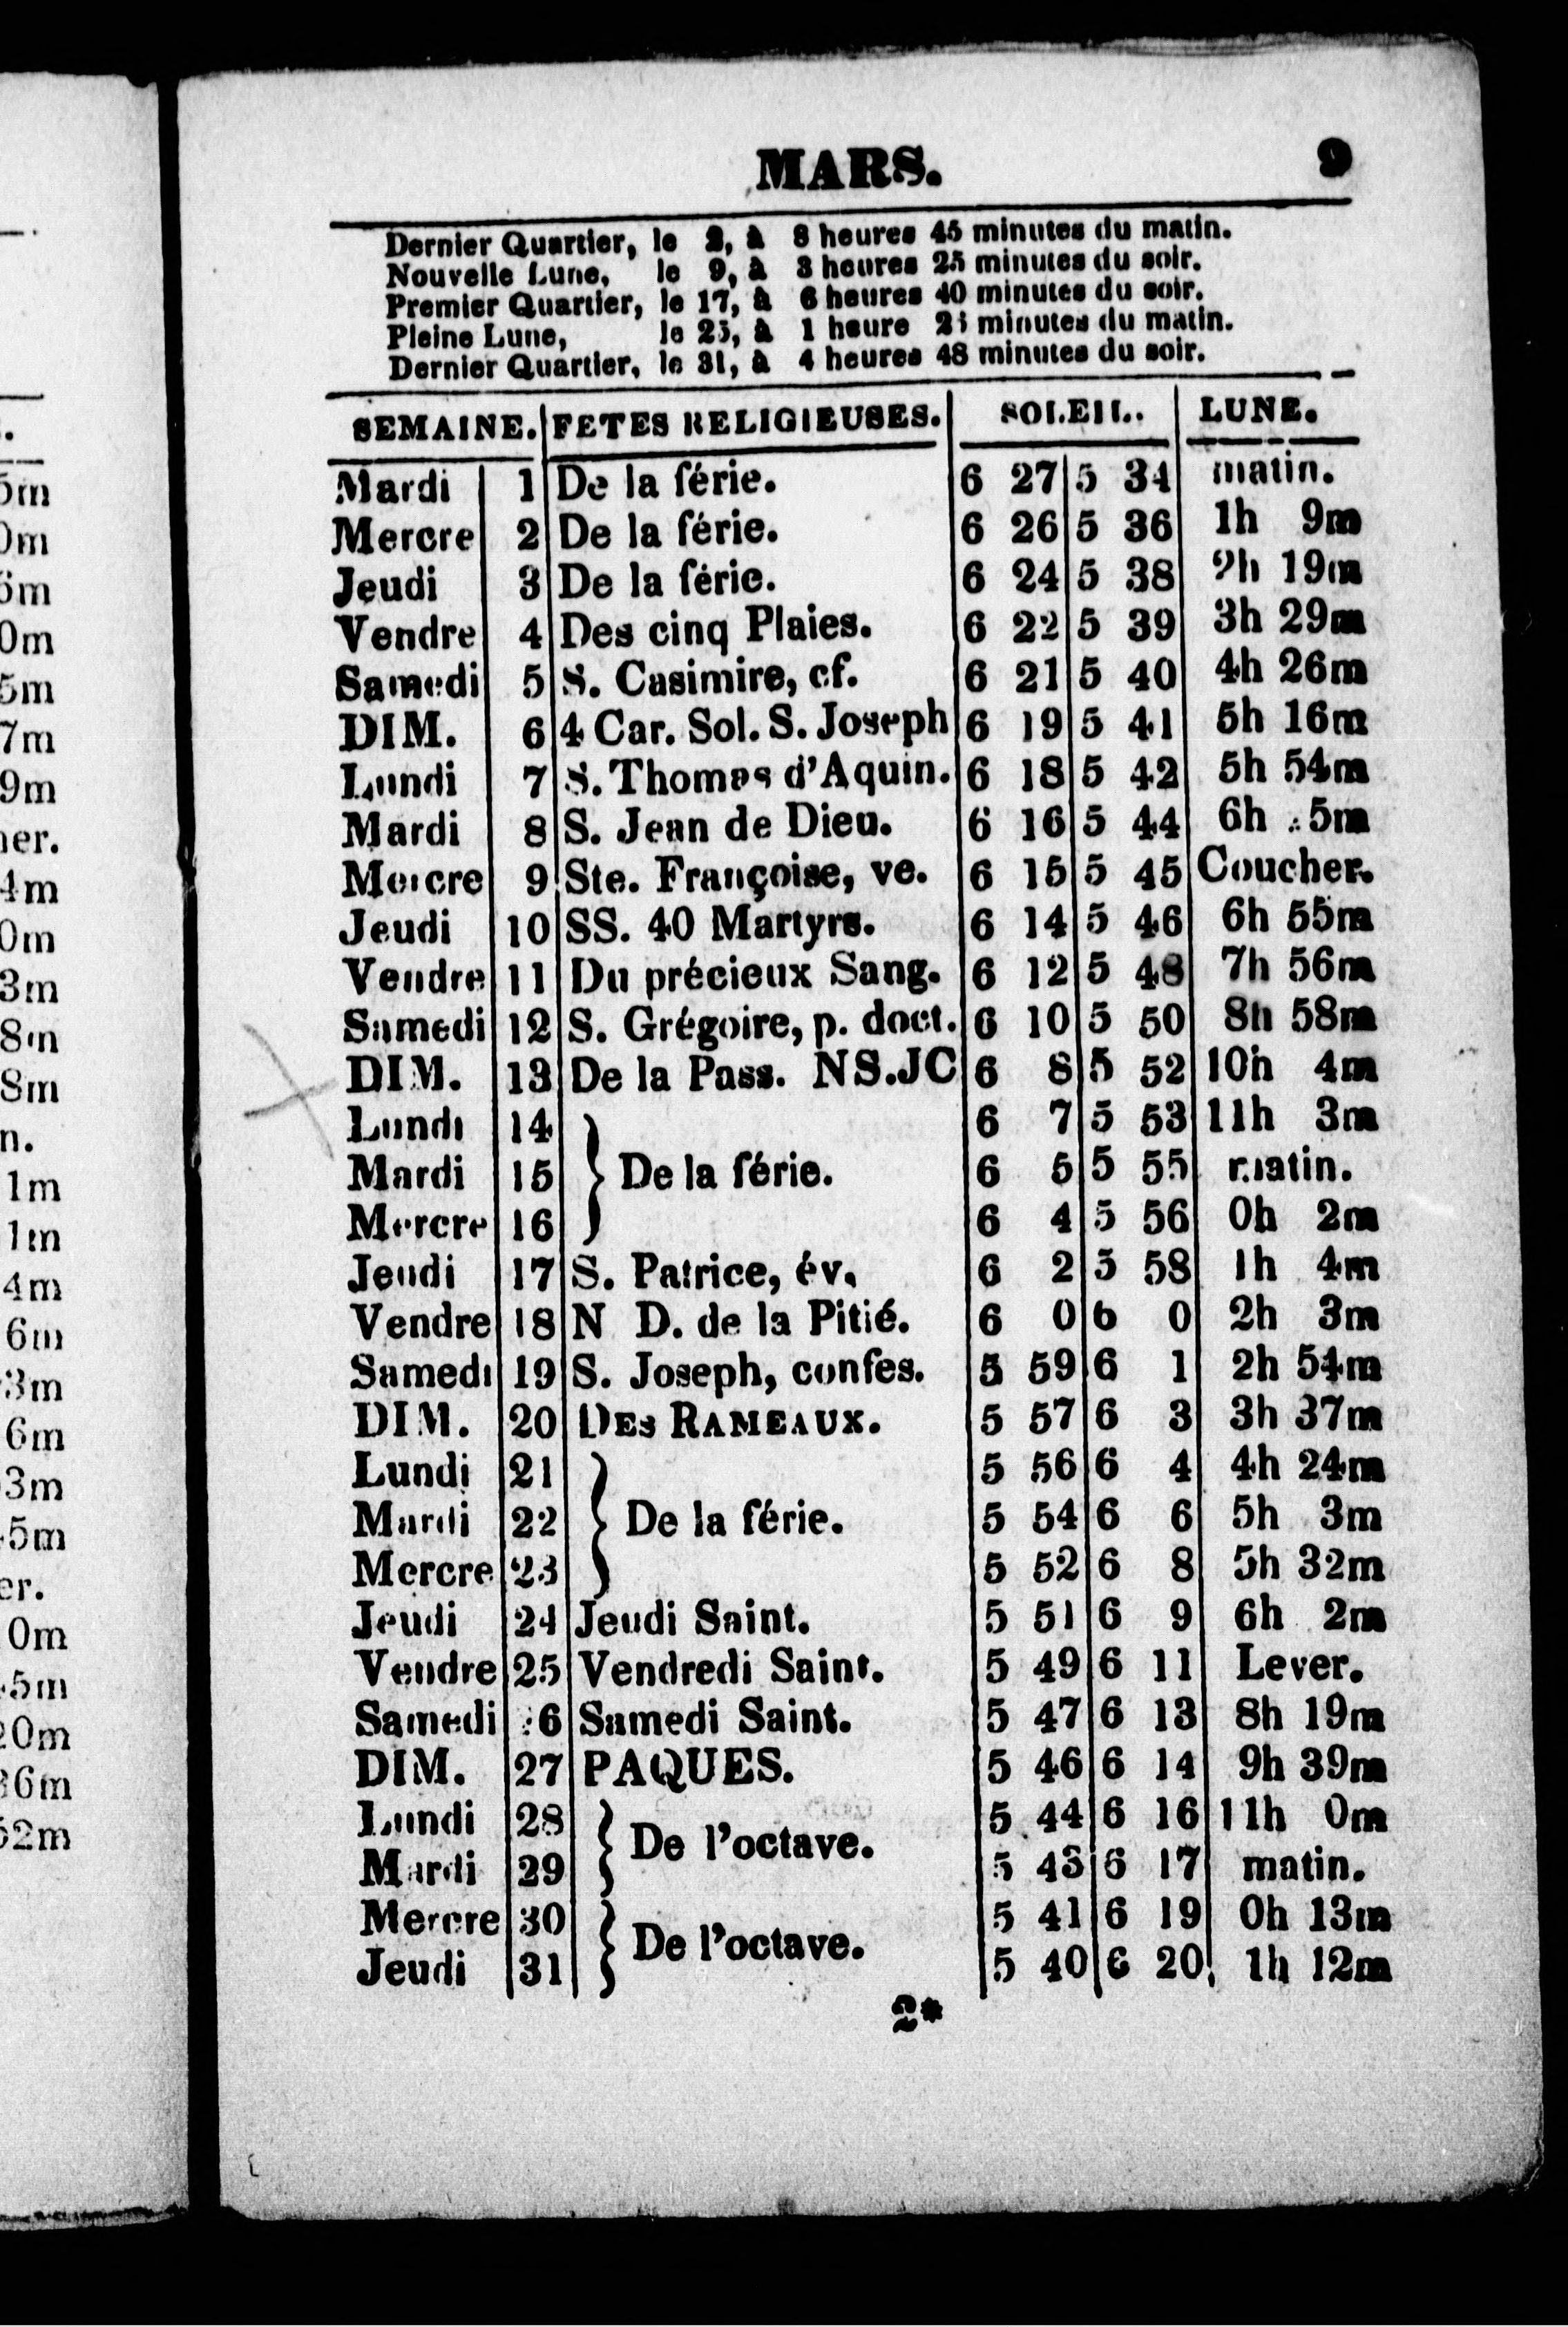 MARS. 9
Dernier Quartier, le 2, à 8 heures 45 minutes du matin.
Nouvelle Lune, le 9, à 3 heures 25 minutes du soir.
Premier Quartier, le 17, à 6 heures 40 minutes du soir.
Pleine Lune, le 25, à 1 heure minutes du matin.
Dernier Quartier, le 31, à 4 heures 48 minutes du soir.
SEMAINE. FETES RELIGIEUSES. SOLEIL. LUNE.
Mardi 1 De la férie. 6 27 5 34 matin.
Mercre 2 De la férie. 6 26 5 36 1h 9m
Jeudi 3 De la férie. 6 24 5 38 2h 19m
Vendre 4 Des cinq Plaies. 6 22 5 39 3h 29m
Samedi 5 S. Casimire, cf. 6 21 5 40 4h 26m
DIM. 6 4 Car. Sol. S. Joseph 6 19 5 41 5h 16m
Lundi 7 S. Thomas d'Aquin. 6 18 5 42 5h 54m
Mardi 8 S. Jean de Dieu. 6 16 5 44 6h
Mercre 9 Ste. Françoise, ve. 6 15 5 45 Coucher.
Jeudi 10 SS. 40 Martyrs. 6 14 5 46 6h 55m
Vendre 11 Du précieux Sang. 6 12 5 48 7h 56m
Samedi 12 S. Grégoire, p. doct. 6 10 5 50 8h 58m
DIM. 13 De la Pass. NS.JC 6 8 5 52 10h 4m
Lundi 14 6 7 5 53 11h 3m
Mardi 15 } De la férie. 6 5 5 55 matin.
Mercre 16 6 4 5 56 0h 2m
Jeudi 17 S. Patrice, év. 6 2 5 58 1h 4m
Vendre 18 N D. de la Pitié. 6 0 6 0 2h 3m
Samedi 19 S. Joseph, confes. 5 59 6 1 2h 54m
DIM. 20 DES RAMEAUX. 5 57 6 3 3h 37m
Lundi 21 5 56 6 4 4h 24m
Mardi 22 } De la férie. 5 54 6 6 5h 3m
Mercre 23 5 52 6 8 5h 32m
Jeudi 24 Jeudi Saint. 5 51 6 9 6h 2m
Vendre 25 Vendredi Saint. 5 49 6 11 Lever.
Samedi 26 Samedi Saint. 5 47 6 13 8h 19m
DIM. 27 PAQUES. 5 46 6 14 9h 39m
Lundi 28 } De l'octave. 5 44 6 16 11h 0m
Mardi 29 5 43 6 17 matin.
Mercre 30 } De l'octave. 5 41 6 19 0h 13m
Jeudi 31 5 40 6 20 1h 12m
2*